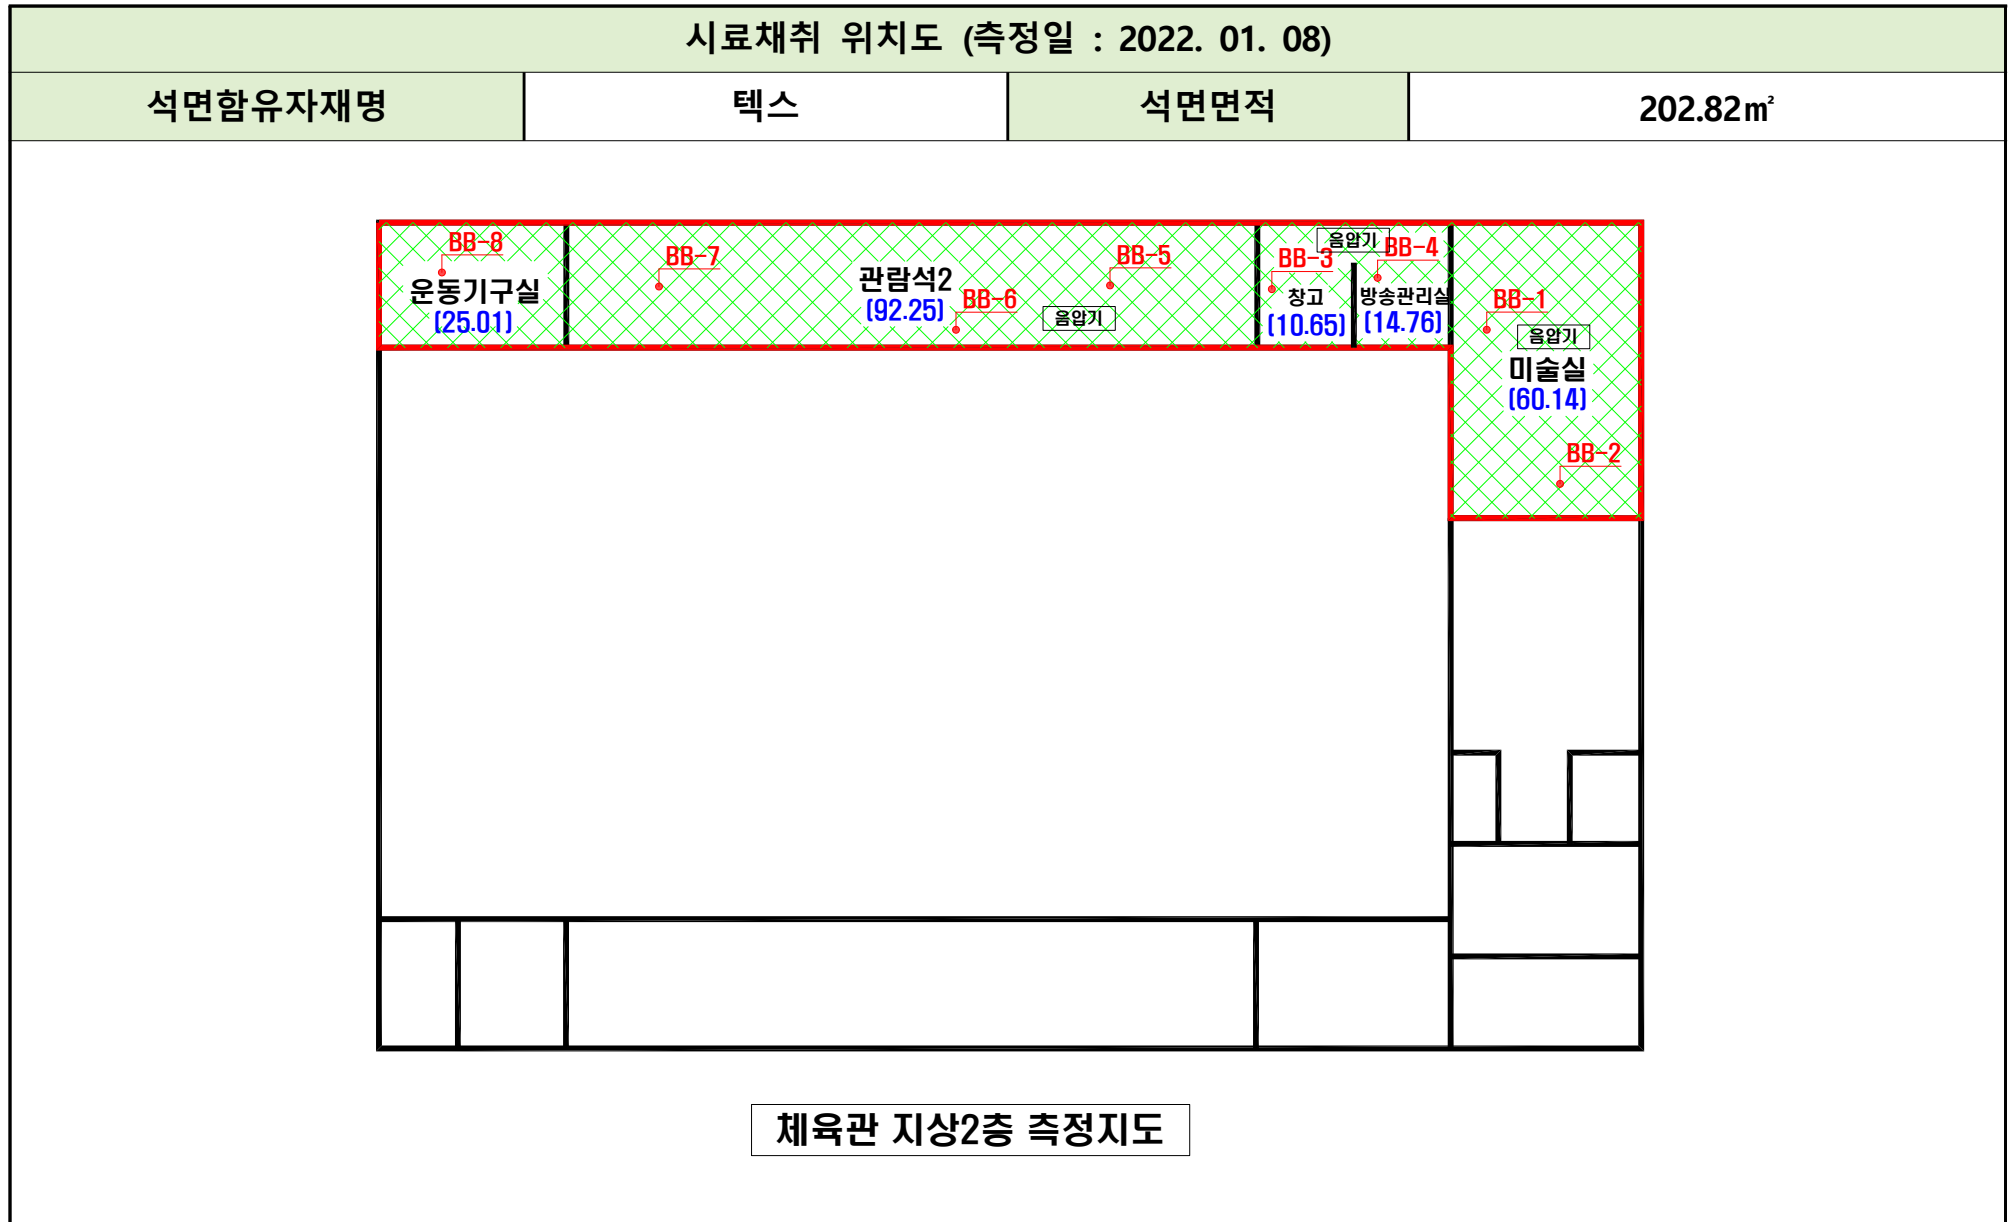 시료채취 위치도 (측정일 : 2022. 01. 08)
석면함유자재명 텍스 석면면적 202.82㎡
BB-8
운동기구실
(25.01)
BB-7
관람석2
(92.25)
BB-6
BB-5
음압기
음압기
BB-3
창고
(10.65)
BB-4
방송관리실
(14.76)
BB-1
음압기
미술실
(60.14)
BB-2
체육관 지상2층 측정지도